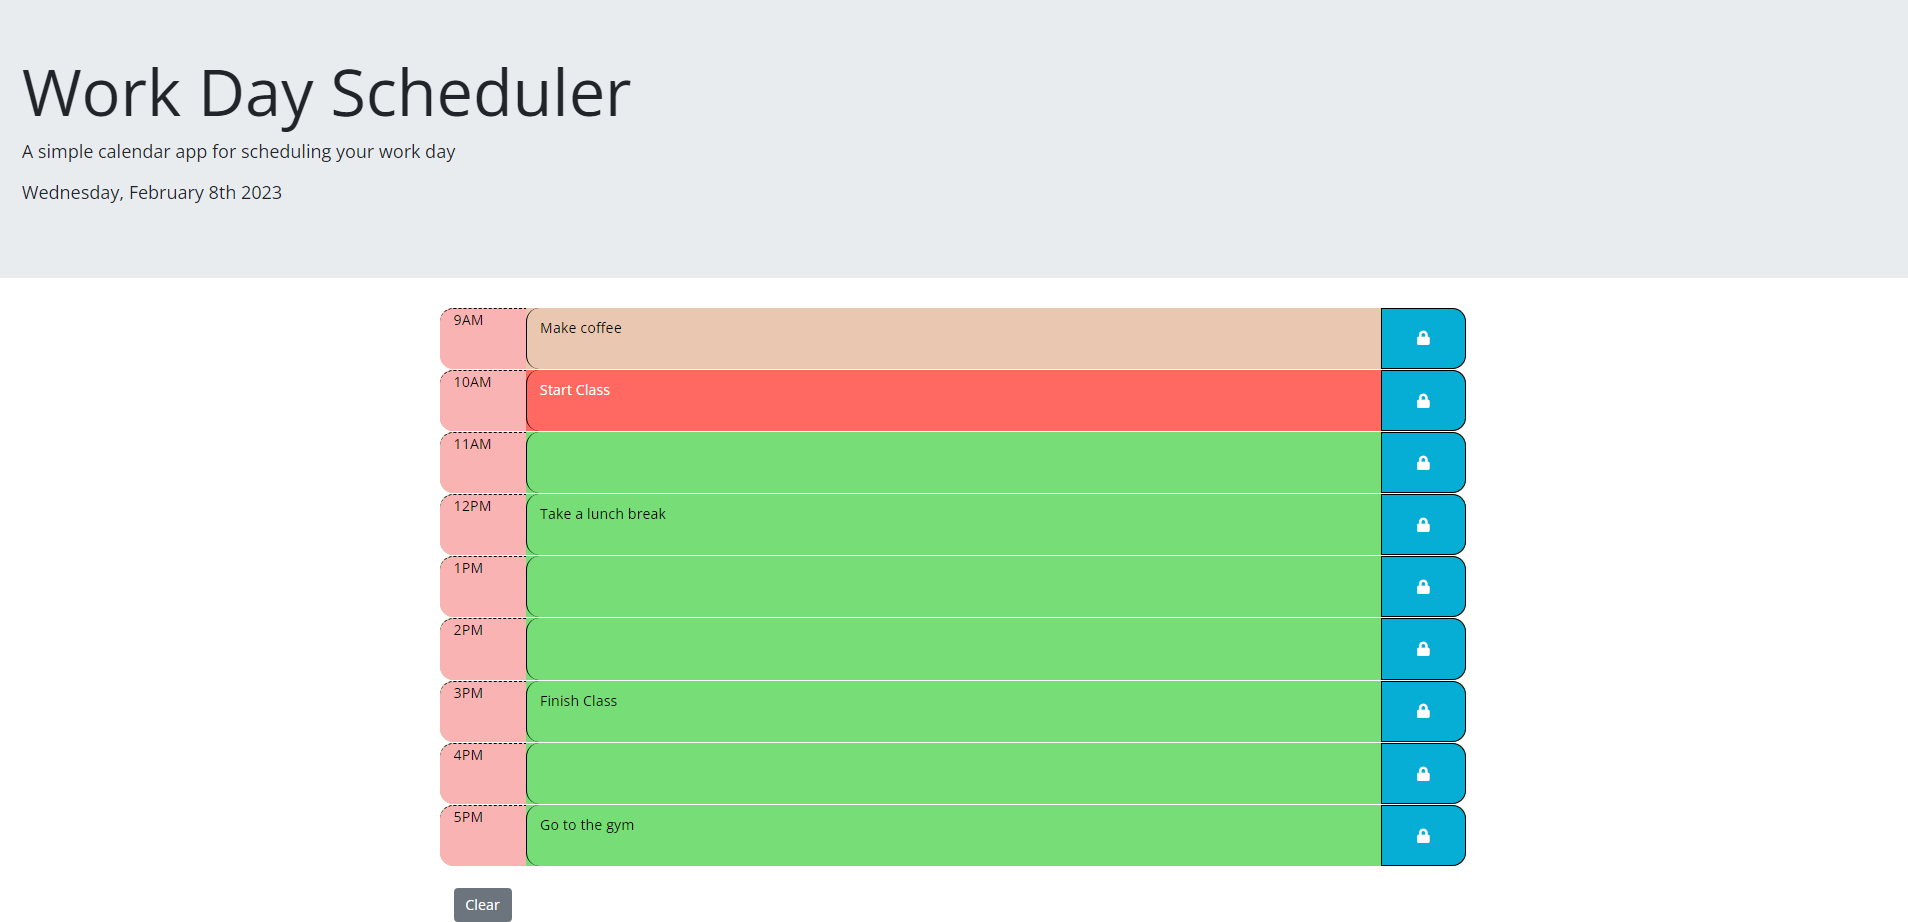 Work Day Scheduler
A simple calendar app for scheduling your work day
Wednesday, February 8th 2023
9AM
Make coffee
10AM
Start Class
11AM
12PM
Take a lunch break
1PM
2PM
3PM
Finish Class
4PM
5PM
Go to the gym
Clear